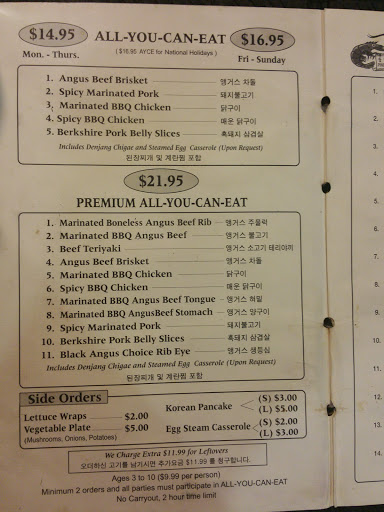 $14.95 ALL-YOU-CAN-EAT $16.95
Mon - Thurs. ($16.95 AYCE for National Holidays) Fri - Sunday
1. Angus Beef Brisket 앵거스 차돌
2. Spicy Marinated Pork 돼지불고기
3. Marinated BBQ Chicken 닭구이
4. Spicy BBQ Chicken 매운 닭구이
5. Berkshire Pork Belly Slices 흑돼지 삼겹살
Includes Denjang Chigae and Steamed Egg Casserole (Upon Request)
된장찌개 및 계란찜 포함
$21.95
PREMIUM ALL-YOU-CAN-EAT
1. Marinated Boneless Angus Beef Rib 앵거스 주물럭
2. Marinated BBQ Angus Beef 앵거스 불고기
3. Beef Teriyaki 앵거스 소고기 테리야끼
4. Angus Beef Brisket 앵거스 차돌
5. Marinated BBQ Chicken 닭구이
6. Spicy BBQ Chicken 매운 닭구이
7. Marinated BBQ Angus Beef Tongue 앵거스 혀밑
8. Marinated BBQ AngusBeef Stomach 앵거스 양구이
9. Spicy Marinated Pork 돼지불고기
10. Berkshire Pork Belly Slices 흑돼지 삼겹살
11. Black Angus Choice Rib Eye 앵거스 생등심
Includes Denjang Chigae and Steamed Egg Casserole (Upon Request)
된장찌개 및 계란찜 포함
Side Orders
Lettuce Wraps $2.00
Vegetable Plate $5.00
(Mushrooms, Onions, Potatoes)
Korean Pancake (S) $3.00
(L) $5.00
Egg Steam Casserole (S) $2.00
(L) $3.00
We Charge Extra $11.99 for Leftovers
오더하신 고기를 남기시면 추가요금 $11.99 를 청구합니다.
Ages 3 to 10 ($9.99 per person)
Minimum 2 orders and all parties must participate in ALL-YOU-CAN-EAT
No Carryout, 2 hour time limit
1.
2.
3.
4.
5.
6.
7.
8.
9.
10.
11.
12.
13.
14.